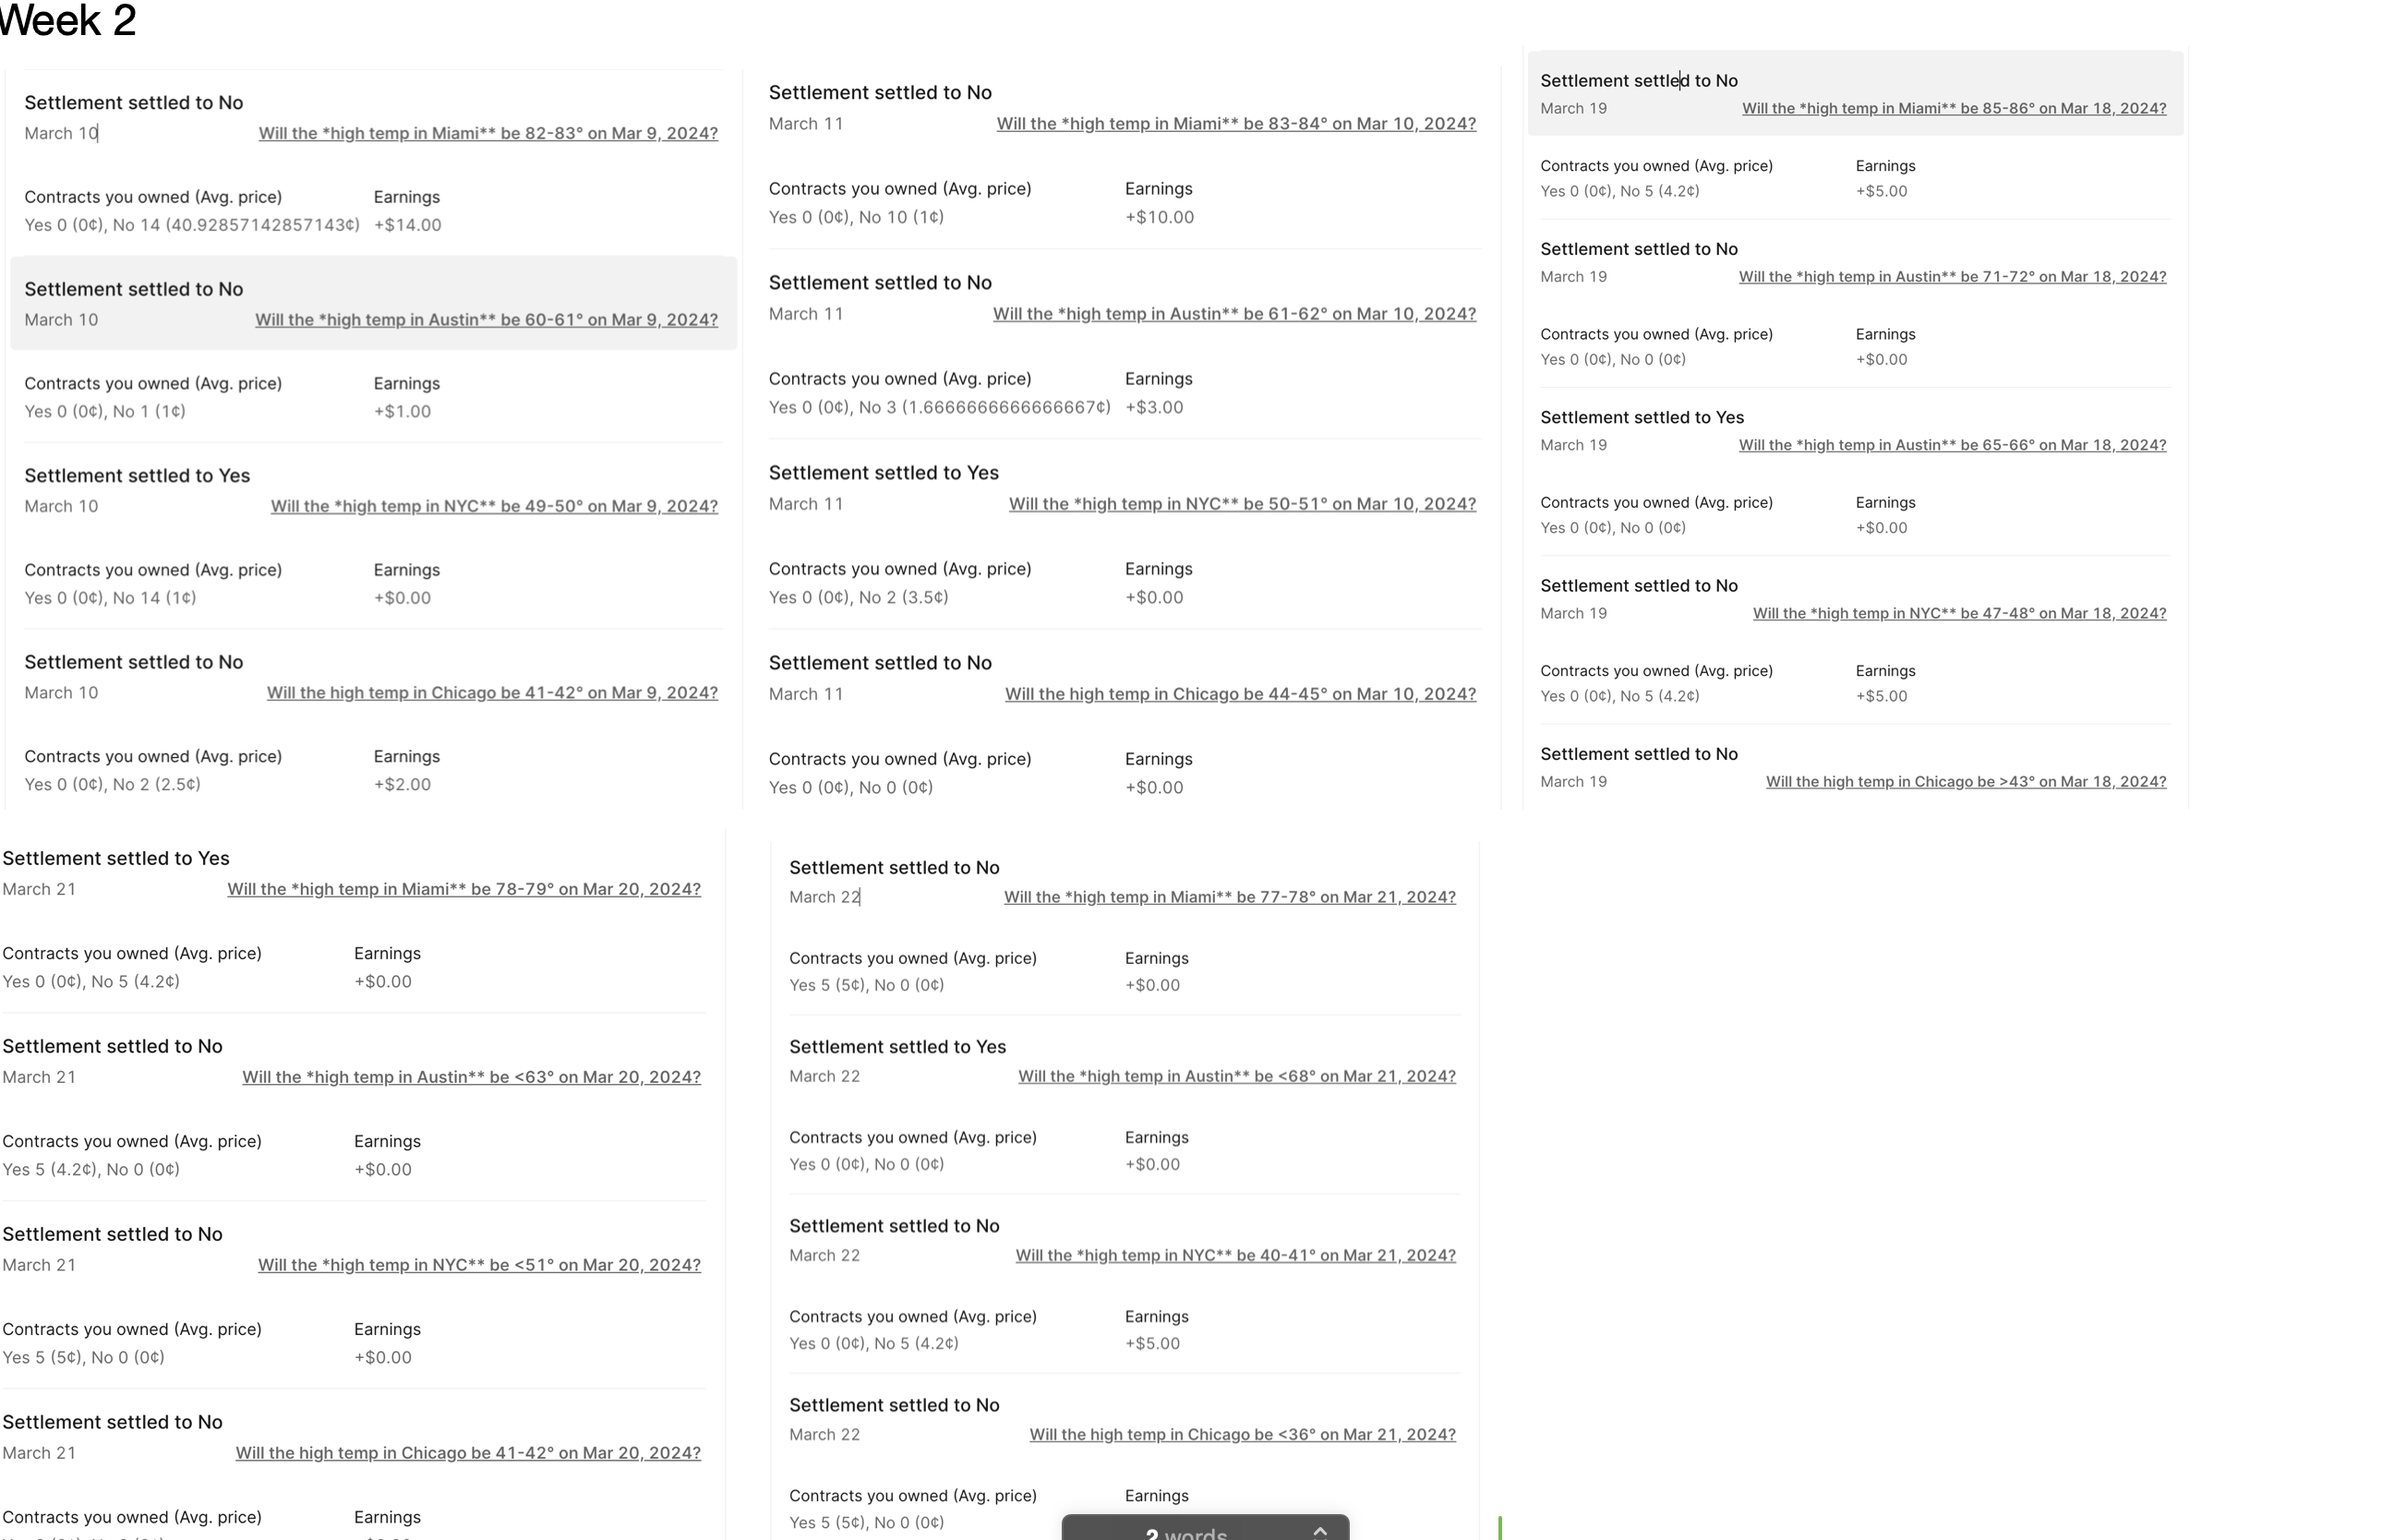 Week 2
Settlement settled to No
March 10 Will the *high temp in Miami** be 82-83° on Mar 9, 2024?
Contracts you owned (Avg. price) Earnings
Yes 0 (0¢), No 14 (40.92857142857143¢) +$14.00
Settlement settled to No
March 10 Will the *high temp in Austin** be 60-61° on Mar 9, 2024?
Contracts you owned (Avg. price) Earnings
Yes 0 (0¢), No 1 (1¢) +$1.00
Settlement settled to Yes
March 10 Will the *high temp in NYC** be 49-50° on Mar 9, 2024?
Contracts you owned (Avg. price) Earnings
Yes 0 (0¢), No 14 (1¢) +$0.00
Settlement settled to No
March 10 Will the high temp in Chicago be 41-42° on Mar 9, 2024?
Contracts you owned (Avg. price) Earnings
Yes 0 (0¢), No 2 (2.5¢) +$2.00
Settlement settled to No
March 11 Will the *high temp in Miami** be 83-84° on Mar 10, 2024?
Contracts you owned (Avg. price) Earnings
Yes 0 (0¢), No 10 (1¢) +$10.00
Settlement settled to No
March 11 Will the *high temp in Austin** be 61-62° on Mar 10, 2024?
Contracts you owned (Avg. price) Earnings
Yes 0 (0¢), No 3 (1.6666666666666667¢) +$3.00
Settlement settled to Yes
March 11 Will the *high temp in NYC** be 50-51° on Mar 10, 2024?
Contracts you owned (Avg. price) Earnings
Yes 0 (0¢), No 2 (3.5¢) +$0.00
Settlement settled to No
March 11 Will the high temp in Chicago be 44-45° on Mar 10, 2024?
Contracts you owned (Avg. price) Earnings
Yes 0 (0¢), No 0 (0¢) +$0.00
Settlement settled to No
March 19 Will the *high temp in Miami** be 85-86° on Mar 18, 2024?
Contracts you owned (Avg. price) Earnings
Yes 0 (0¢), No 5 (4.2¢) +$5.00
Settlement settled to No
March 19 Will the *high temp in Austin** be 71-72° on Mar 18, 2024?
Contracts you owned (Avg. price) Earnings
Yes 0 (0¢), No 0 (0¢) +$0.00
Settlement settled to Yes
March 19 Will the *high temp in Austin** be 65-66° on Mar 18, 2024?
Contracts you owned (Avg. price) Earnings
Yes 0 (0¢), No 0 (0¢) +$0.00
Settlement settled to No
March 19 Will the *high temp in NYC** be 47-48° on Mar 18, 2024?
Contracts you owned (Avg. price) Earnings
Yes 0 (0¢), No 5 (4.2¢) +$5.00
Settlement settled to No
March 19 Will the high temp in Chicago be >43° on Mar 18, 2024?
Settlement settled to Yes
March 21 Will the *high temp in Miami** be 78-79° on Mar 20, 2024?
Contracts you owned (Avg. price) Earnings
Yes 0 (0¢), No 5 (4.2¢) +$0.00
Settlement settled to No
March 21 Will the *high temp in Austin** be <63° on Mar 20, 2024?
Contracts you owned (Avg. price) Earnings
Yes 5 (4.2¢), No 0 (0¢) +$0.00
Settlement settled to No
March 21 Will the *high temp in NYC** be <51° on Mar 20, 2024?
Contracts you owned (Avg. price) Earnings
Yes 5 (5¢), No 0 (0¢) +$0.00
Settlement settled to No
March 21 Will the high temp in Chicago be 41-42° on Mar 20, 2024?
Contracts you owned (Avg. price) Earnings
Settlement settled to No
March 22 Will the *high temp in Miami** be 77-78° on Mar 21, 2024?
Contracts you owned (Avg. price) Earnings
Yes 5 (5¢), No 0 (0¢) +$0.00
Settlement settled to Yes
March 22 Will the *high temp in Austin** be <68° on Mar 21, 2024?
Contracts you owned (Avg. price) Earnings
Yes 0 (0¢), No 0 (0¢) +$0.00
Settlement settled to No
March 22 Will the *high temp in NYC** be 40-41° on Mar 21, 2024?
Contracts you owned (Avg. price) Earnings
Yes 0 (0¢), No 5 (4.2¢) +$5.00
Settlement settled to No
March 22 Will the high temp in Chicago be <36° on Mar 21, 2024?
Contracts you owned (Avg. price) Earnings
Yes 5 (5¢), No 0 (0¢)
2 words